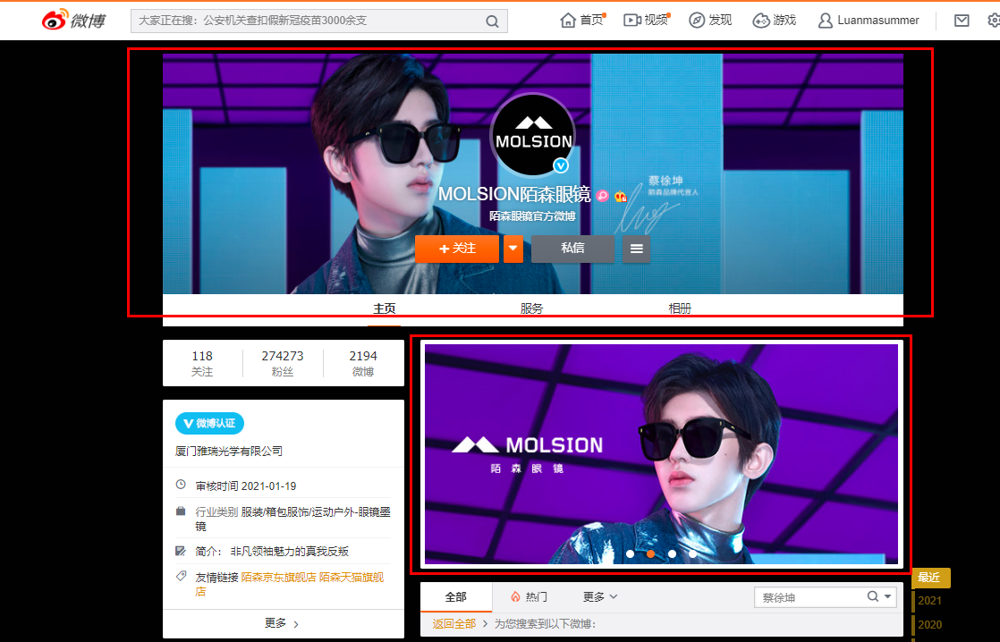 微博
大家正在搜：公安机关查扣假新冠疫苗3000余支
首页 视频 发现 游戏 Luanmasummer
MOLSION
蔡徐坤
陌森品牌代言人
MOLSION陌森眼镜
陌森眼镜官方微博
+关注 私信
主页 服务 相册
118 274273 2194
关注 粉丝 微博
V 微博认证
厦门雅瑞光学有限公司
审核时间 2021-01-19
行业类别 服装/箱包服饰/运动户外-眼镜墨
镜
简介： 非凡领袖魅力的真我反叛
友情链接 陌森京东旗舰店 陌森天猫旗舰
店
更多
MOLSION
陌森眼镜
全部 热门 更多 蔡徐坤
返回全部 > 为您搜索到以下微博：
最近
2021
2020